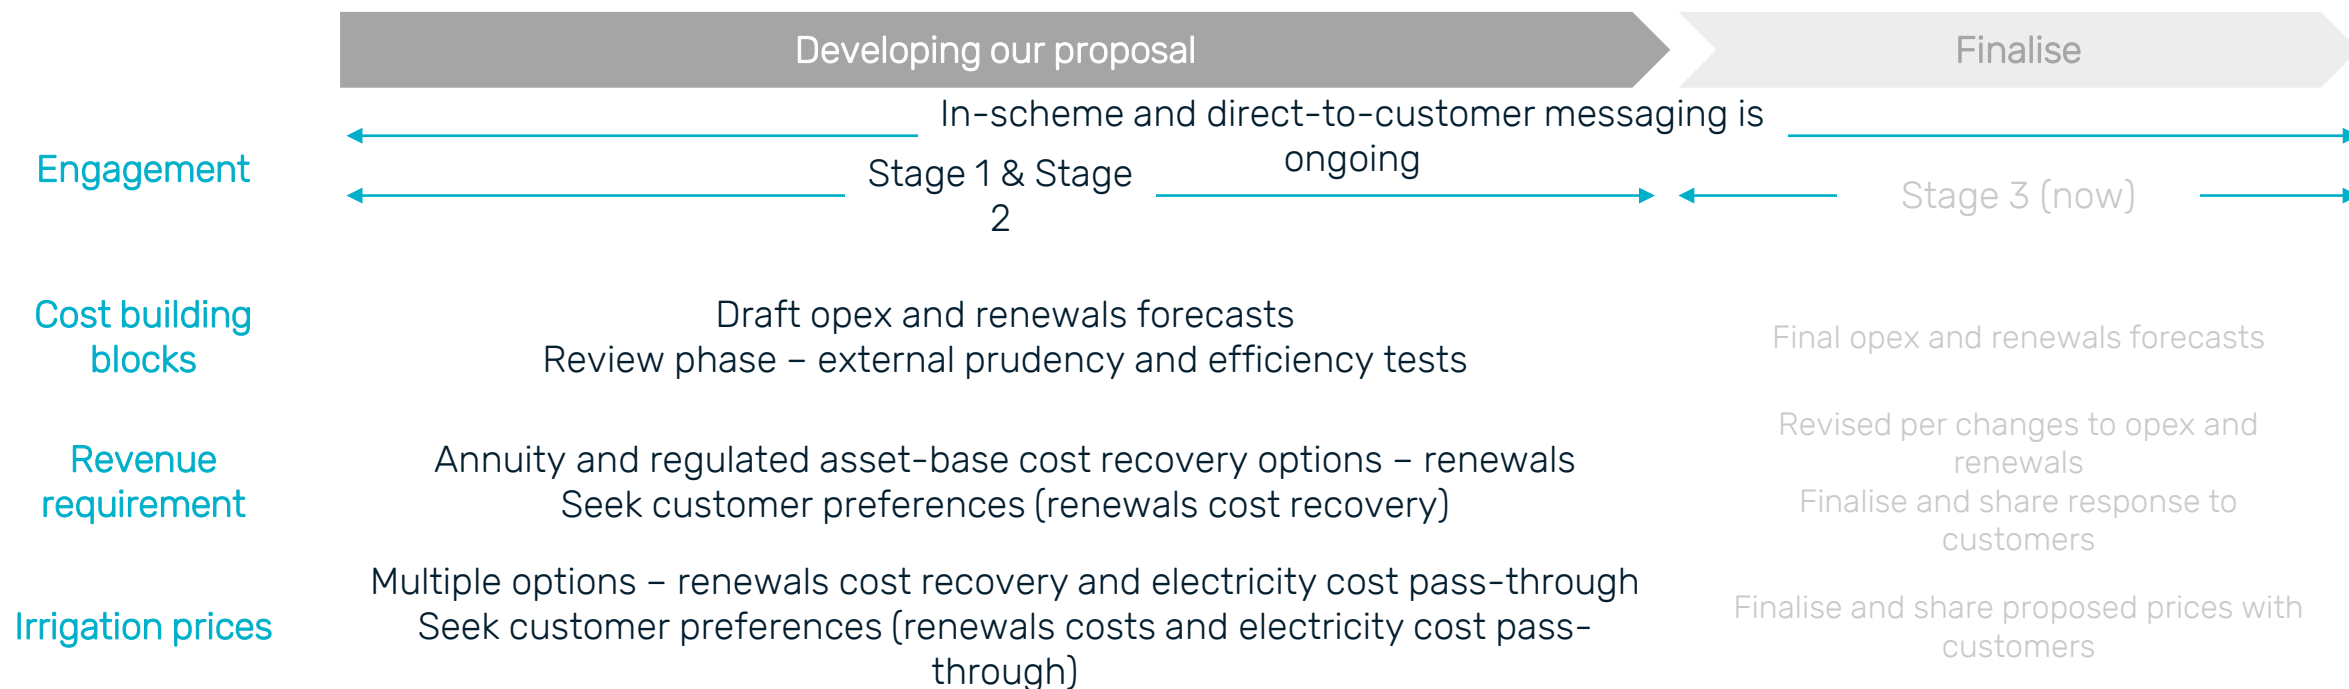 Developing our proposal
Finalise
Engagement
In-scheme and direct-to-customer messaging is
ongoing
Stage 1 & Stage
2
Stage 3 (now)
Cost building
blocks
Draft opex and renewals forecasts
Review phase – external prudency and efficiency tests
Final opex and renewals forecasts
Revenue
requirement
Annuity and regulated asset-base cost recovery options – renewals
Seek customer preferences (renewals cost recovery)
Revised per changes to opex and
renewals
Finalise and share response to
customers
Irrigation prices
Multiple options – renewals cost recovery and electricity cost pass-through
Seek customer preferences (renewals costs and electricity cost pass-
through)
Finalise and share proposed prices with
customers